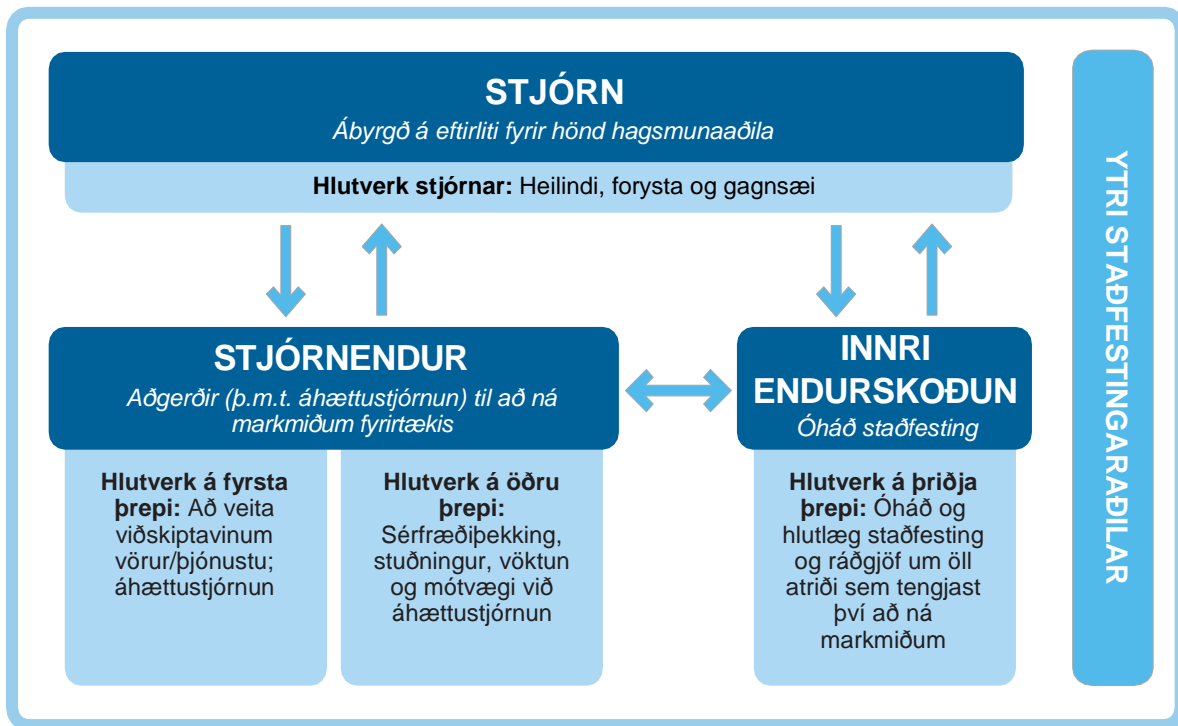 STJÓRN
Ábyrgð á eftirliti fyrir hönd hagsmunaaðila
Hlutverk stjórnar: Heilindi, forysta og gagnsæi
STJÓRNENDUR
Aðgerðir (þ.m.t. áhættustjórnun) til að ná
markmiðum fyrirtækis
Hlutverk á fyrsta
þrepi: Að veita
viðskiptavinum
vörur/þjónustu;
áhættustjórnun
Hlutverk á öðru
þrepi:
Sérfræðiþekking,
stuðningur, vöktun
og mótvægi við
áhættustjórnun
INNRI
ENDURSKOÐUN
Óháð staðfesting
Hlutverk á þriðja
þrepi: Óháð og
hlutlæg staðfesting
og ráðgjöf um öll
atriði sem tengjast
því að ná
markmiðum
YTRI STAÐFESTINGARAÐILAR